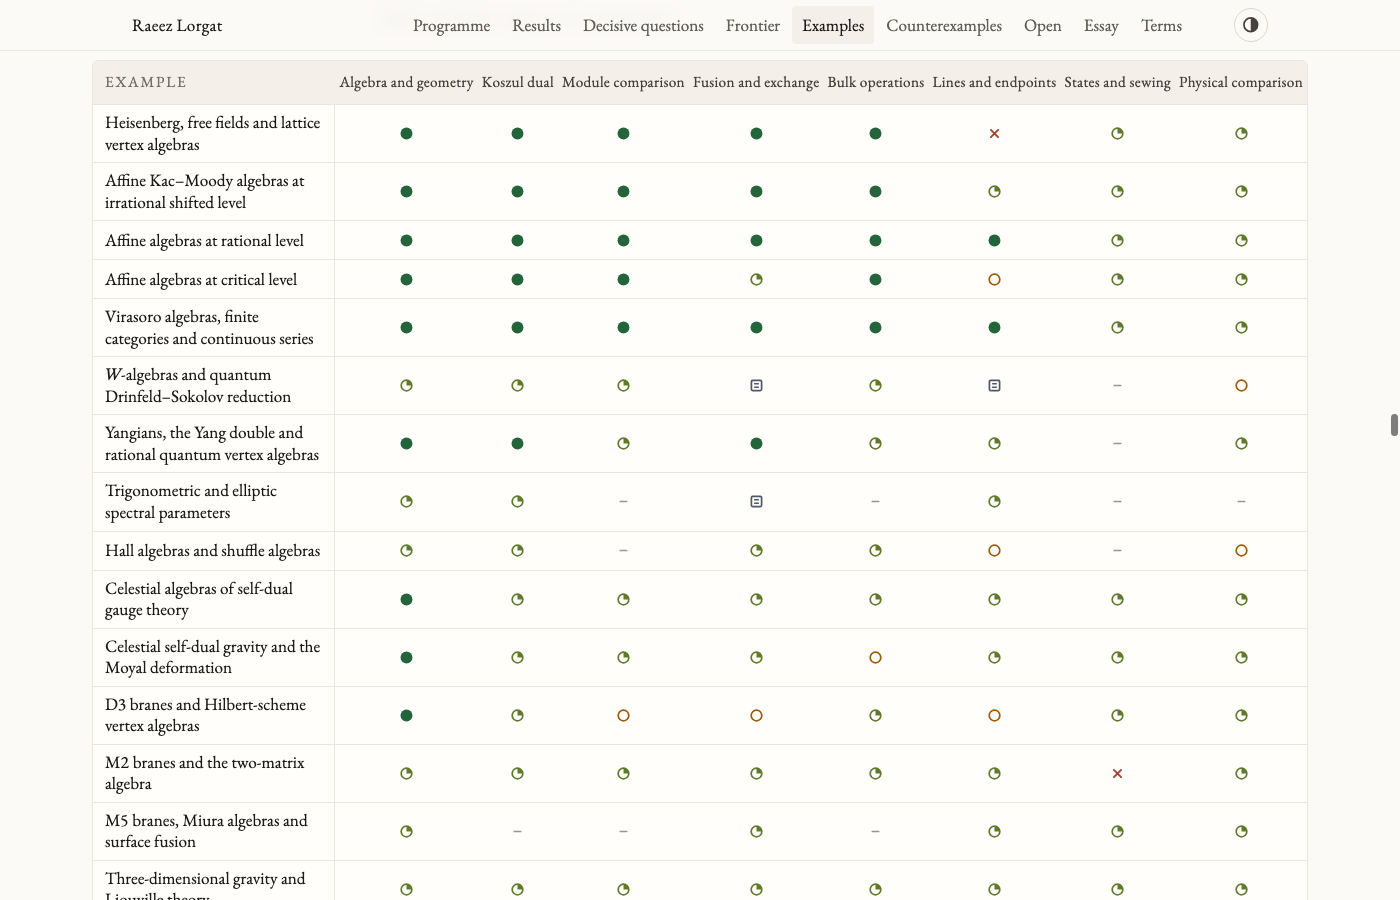 Raeez Lorgat
Programme Results Decisive questions Frontier Examples Counterexamples Open Essay Terms
EXAMPLE Algebra and geometry Koszul dual Module comparison Fusion and exchange Bulk operations Lines and endpoints States and sewing Physical comparison
Heisenberg, free fields and lattice
vertex algebras
Affine Kac–Moody algebras at
irrational shifted level
Affine algebras at rational level
Affine algebras at critical level
Virasoro algebras, finite
categories and continuous series
W-algebras and quantum
Drinfeld–Sokolov reduction
Yangians, the Yang double and
rational quantum vertex algebras
Trigonometric and elliptic
spectral parameters
Hall algebras and shuffle algebras
Celestial algebras of self-dual
gauge theory
Celestial self-dual gravity and the
Moyal deformation
D3 branes and Hilbert-scheme
vertex algebras
M2 branes and the two-matrix
algebra
M5 branes, Miura algebras and
surface fusion
Three-dimensional gravity and
Liouville theory